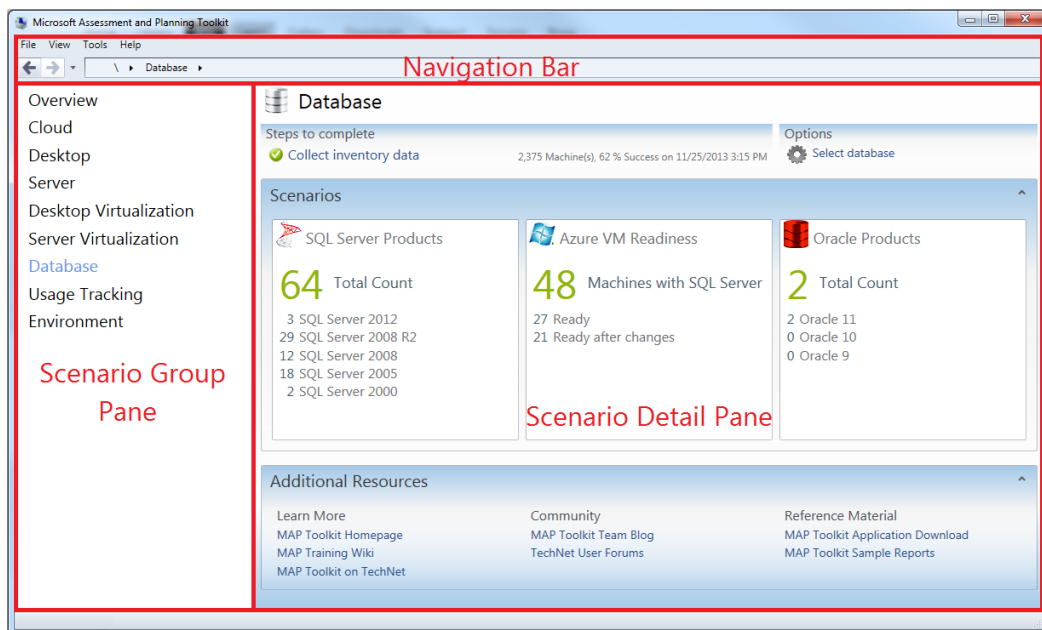 Microsoft Assessment and Planning Toolkit
File View Tools Help
\ Database
Navigation Bar
Overview
Cloud
Desktop
Server
Desktop Virtualization
Server Virtualization
Database
Usage Tracking
Environment
Scenario Group
Pane
Database
Steps to complete
Collect inventory data
2,375 Machine(s), 62 % Success on 11/25/2013 3:15 PM
Options
Select database
Scenarios
SQL Server Products
64 Total Count
3 SQL Server 2012
29 SQL Server 2008 R2
12 SQL Server 2008
18 SQL Server 2005
2 SQL Server 2000
Azure VM Readiness
48 Machines with SQL Server
27 Ready
21 Ready after changes
Oracle Products
2 Total Count
2 Oracle 11
0 Oracle 10
0 Oracle 9
Scenario Detail Pane
Additional Resources
Learn More
MAP Toolkit Homepage
MAP Training Wiki
MAP Toolkit on TechNet
Community
MAP Toolkit Team Blog
TechNet User Forums
Reference Material
MAP Toolkit Application Download
MAP Toolkit Sample Reports